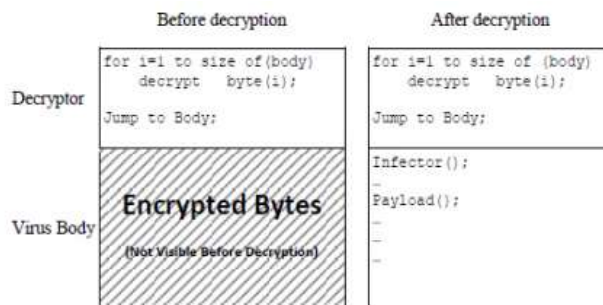 Before decryption
After decryption
Decryptor
for i=1 to size of(body)
decrypt byte(i);
Jump to Body;
for i=1 to size of (body)
decrypt byte(i);
Jump to Body;
Virus Body
Encrypted Bytes
(Not Visible Before Decryption)
Infector();
…
Payload();
…
…
…